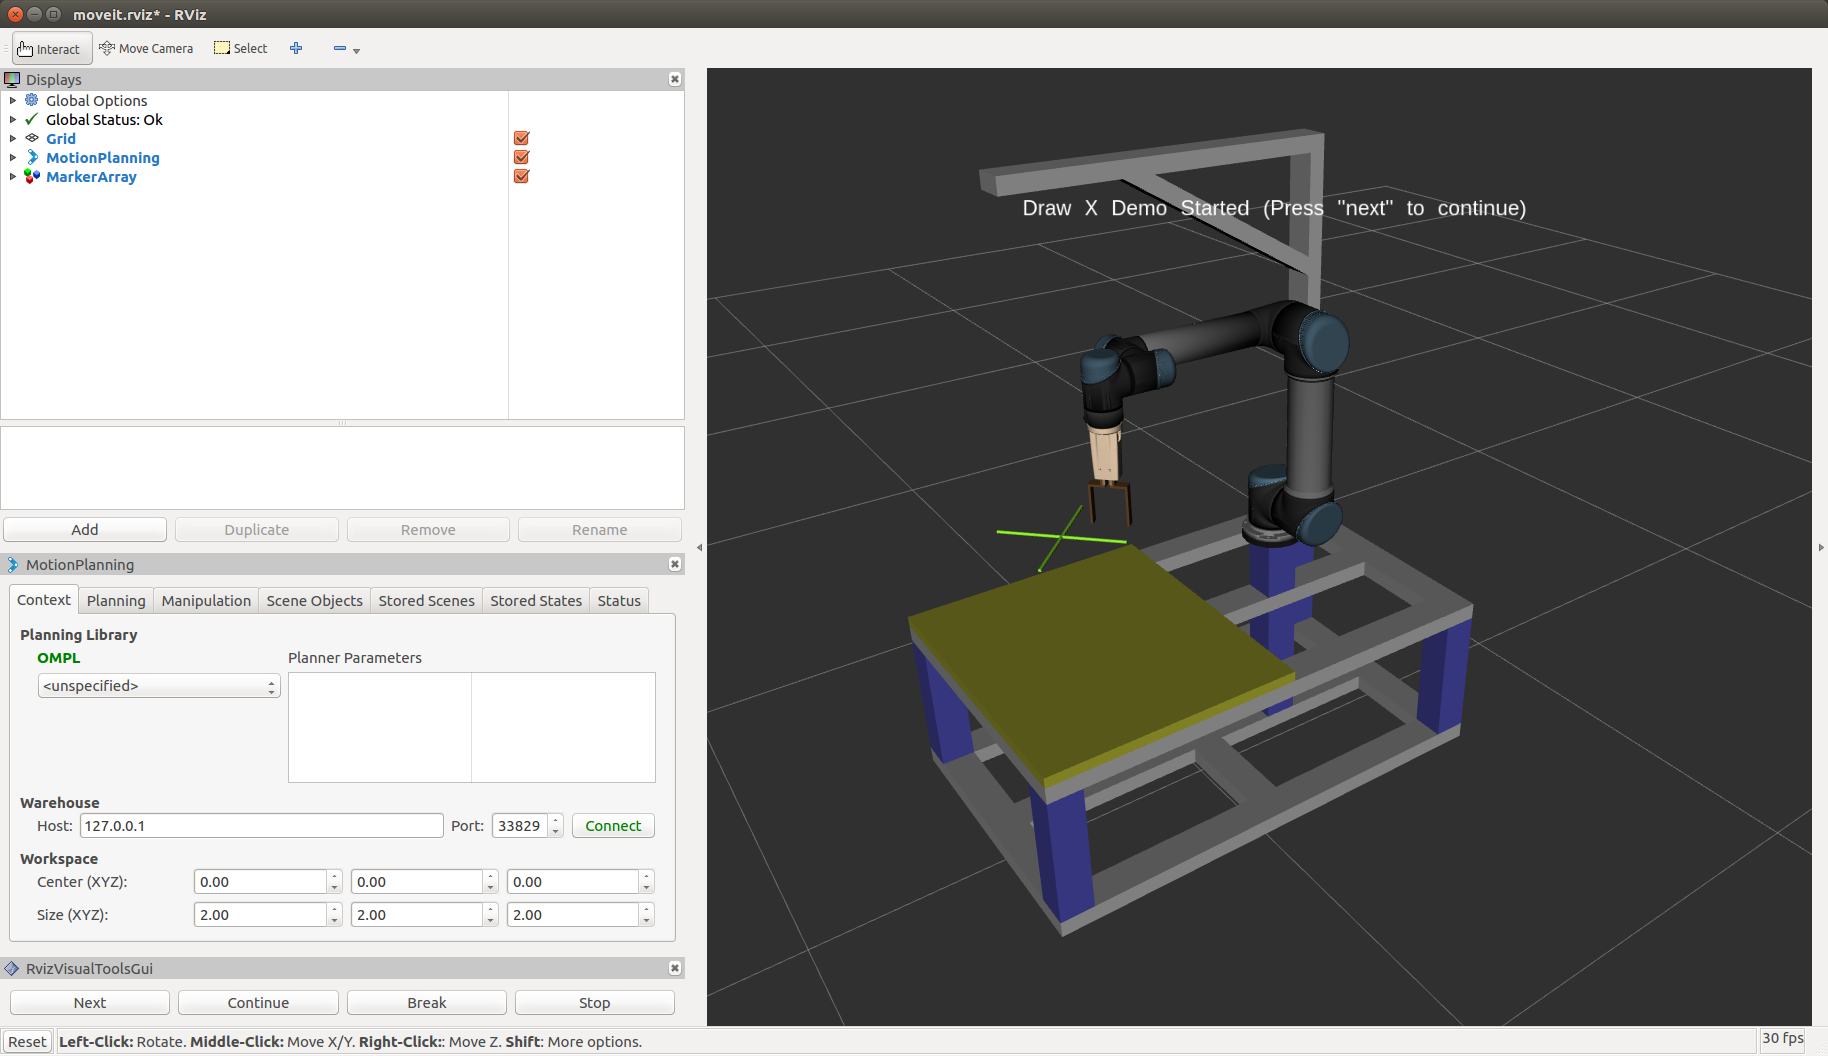 moveit.rviz* - RViz
Interact Move Camera Select
Displays
Global Options
Global Status: Ok
Grid
MotionPlanning
MarkerArray
Add Duplicate Remove Rename
MotionPlanning
Context Planning Manipulation Scene Objects Stored Scenes Stored States Status
Planning Library
OMPL
Planner Parameters
<unspecified>
Warehouse
Host: 127.0.0.1 Port: 33829 Connect
Workspace
Center (XYZ): 0.00 0.00 0.00
Size (XYZ): 2.00 2.00 2.00
RvizVisualToolsGui
Next Continue Break Stop
Draw X Demo Started (Press "next" to continue)
Reset Left-Click: Rotate. Middle-Click: Move X/Y. Right-Click:: Move Z. Shift: More options. 30 fps